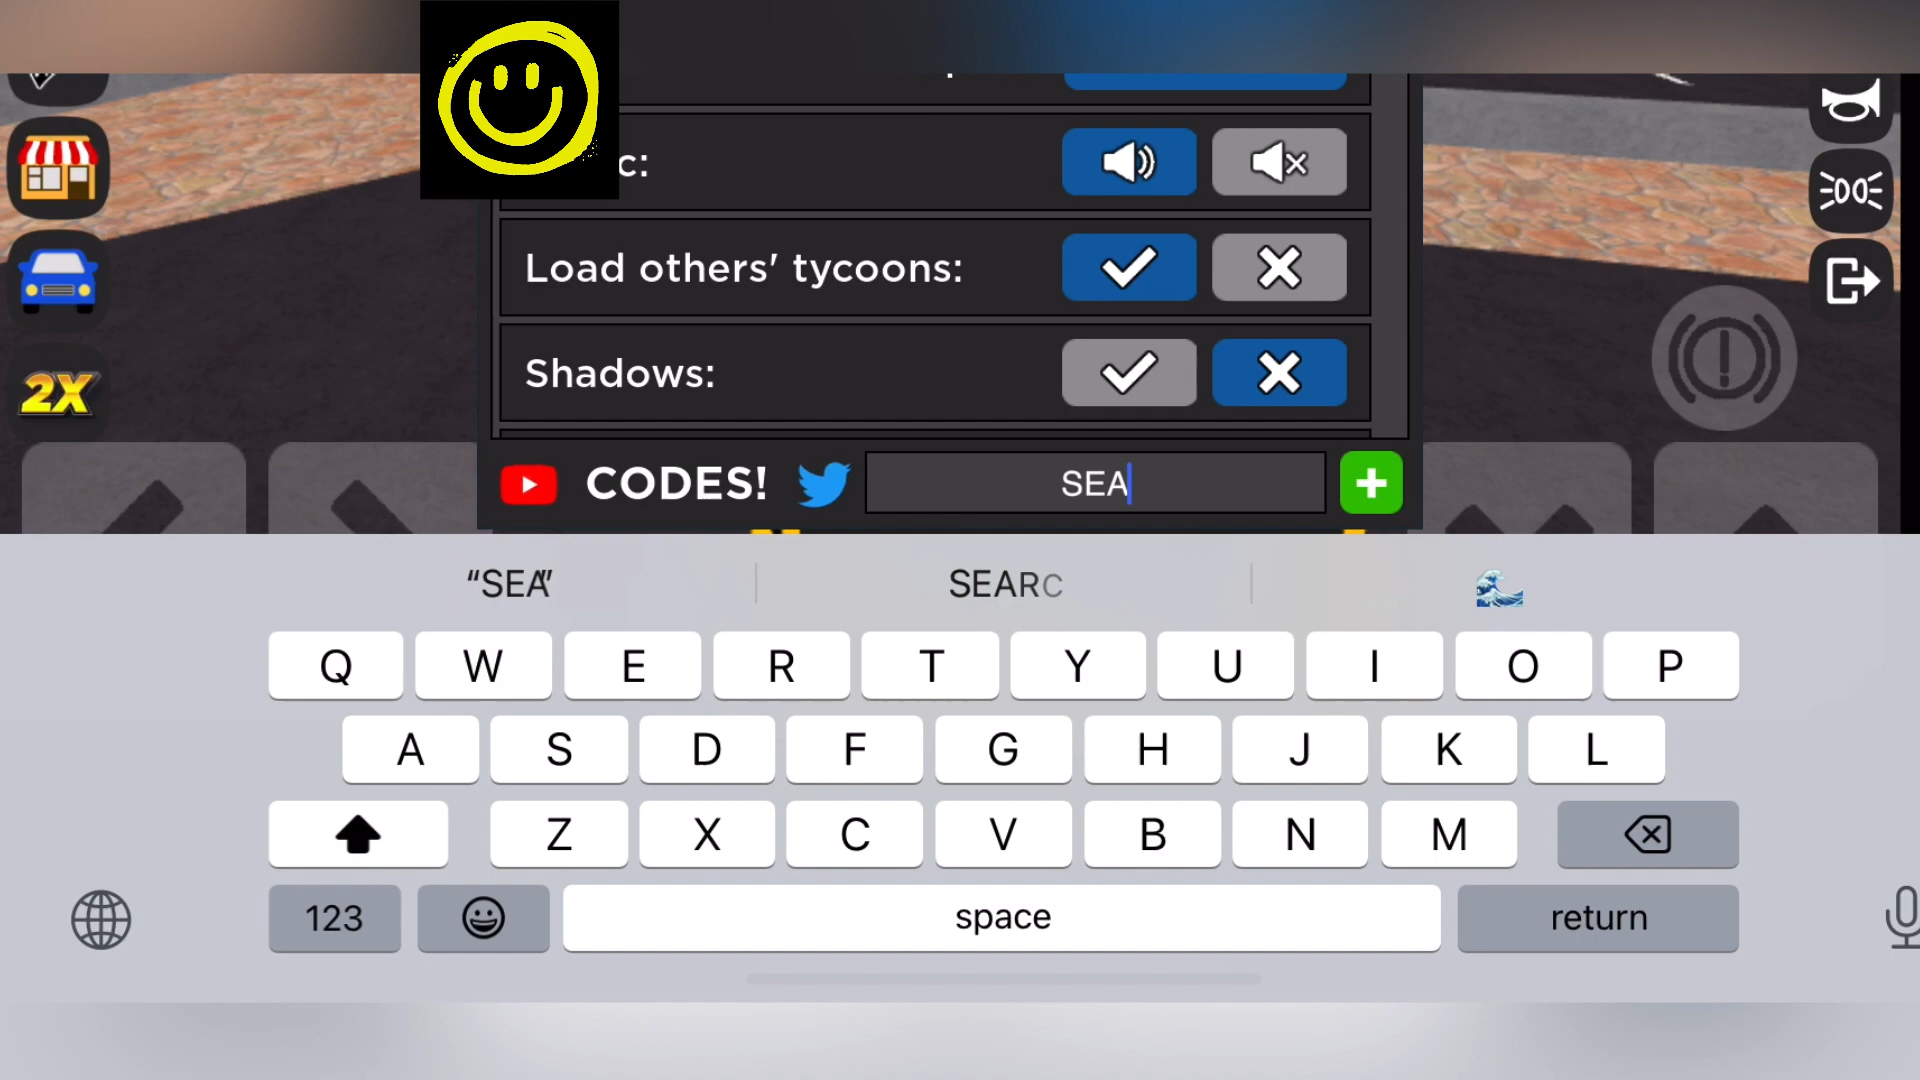 c:
Load others' tycoons:
Shadows:
2X
CODES!
SEA
“SEA”
SEARC
Q W E R T Y U I O P
A S D F G H J K L
Z X C V B N M
123
space
return